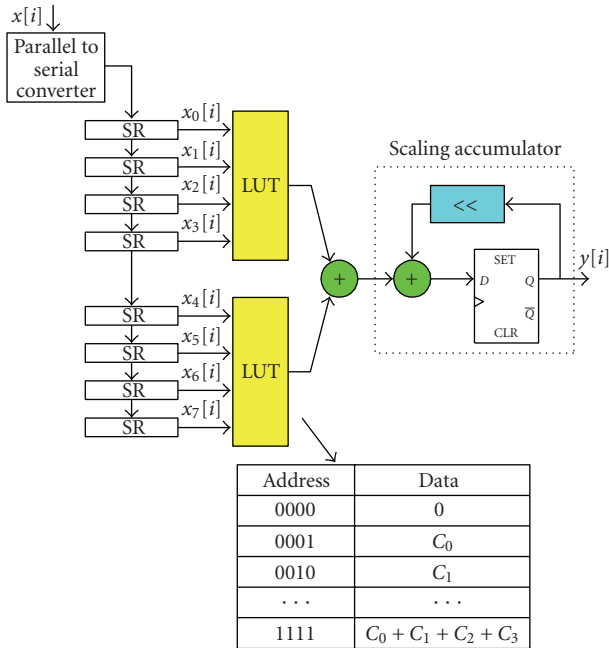 x[i]
Parallel to
serial
converter
SR
x₀[i]
SR
x₁[i]
SR
x₂[i]
SR
x₃[i]
LUT
SR
x₄[i]
SR
x₅[i]
SR
x₆[i]
SR
x₇[i]
LUT
+
Scaling accumulator
<<
+
SET
D
Q
Q̅
CLR
y[i]
Address Data
0000 0
0001 C₀
0010 C₁
··· ···
1111 C₀ + C₁ + C₂ + C₃